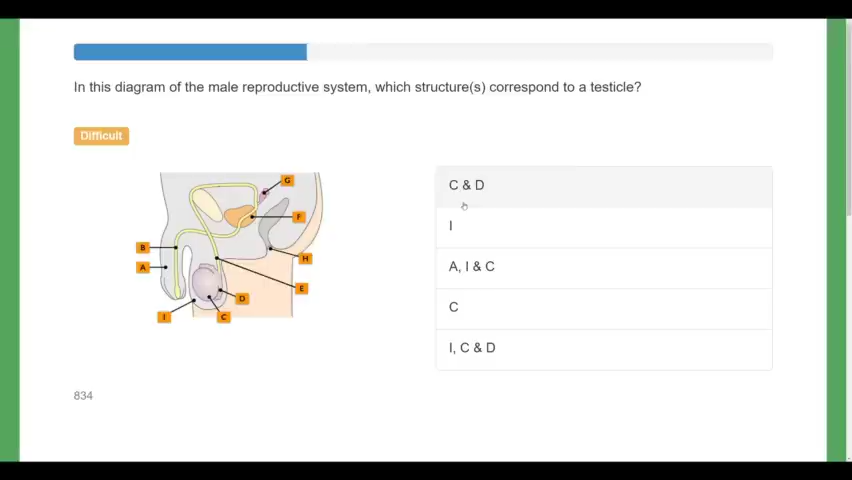 In this diagram of the male reproductive system, which structure(s) correspond to a testicle?
Difficult
G
F
B
A
H
E
D
I
C
C & D
I
A, I & C
C
I, C & D
834